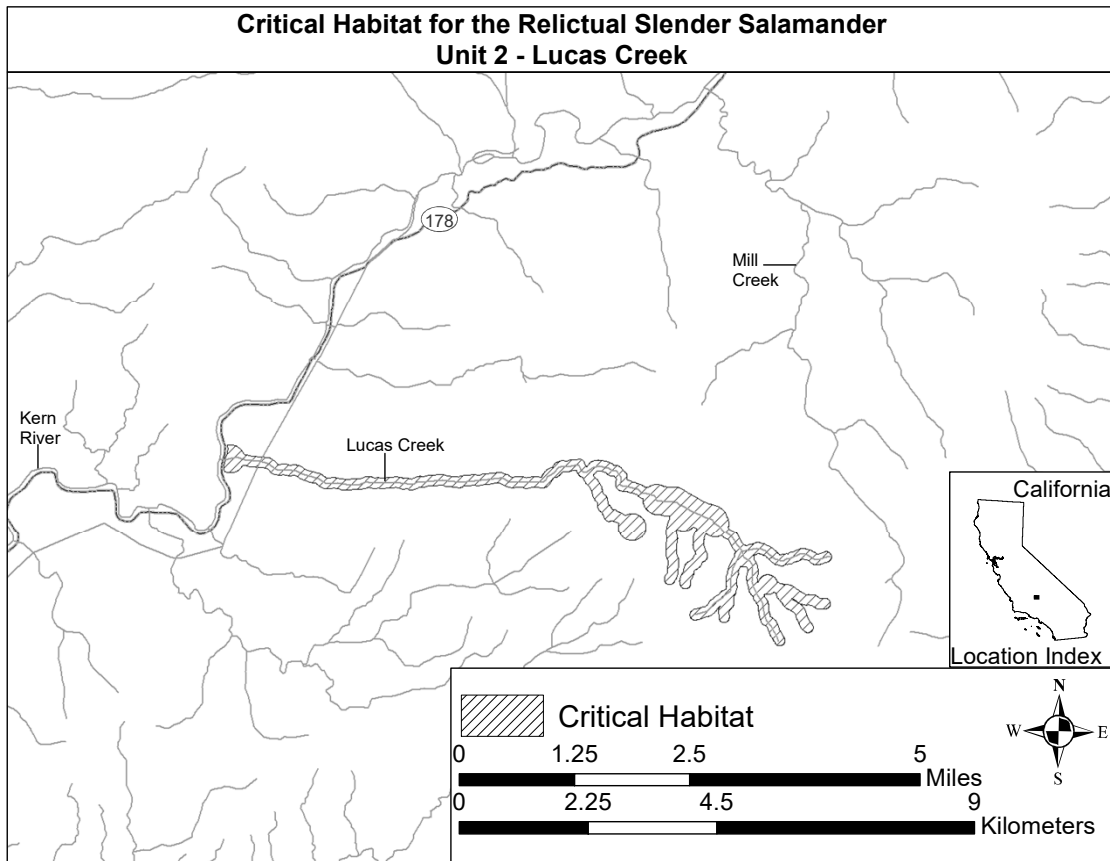 Critical Habitat for the Relictual Slender Salamander
Unit 2 - Lucas Creek
178
Mill
Creek
Kern
River
Lucas Creek
California
Location Index
Critical Habitat
N
W E
S
0 1.25 2.5 5
Miles
0 2.25 4.5 9
Kilometers